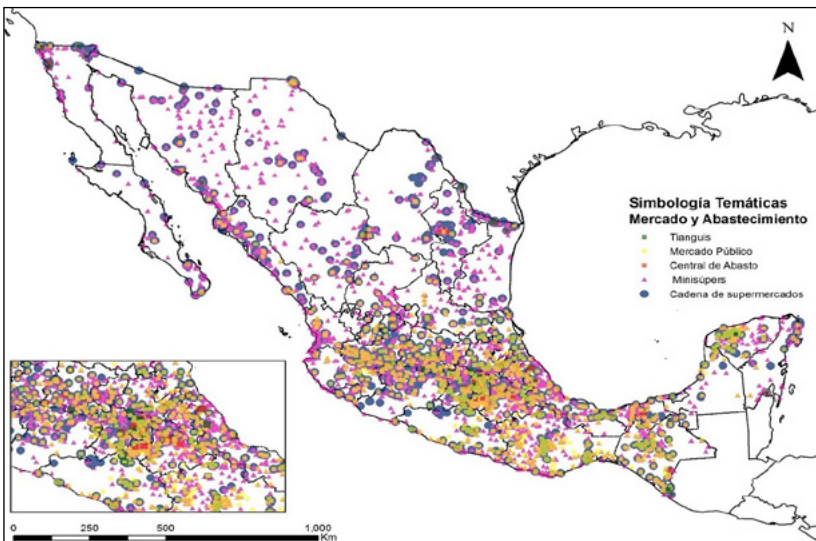 N
Simbología Temáticas
Mercado y Abastecimiento
Tianguis
Mercado Público
Central de Abasto
Minisúpers
Cadena de supermercados
0 250 500 1,000
Km